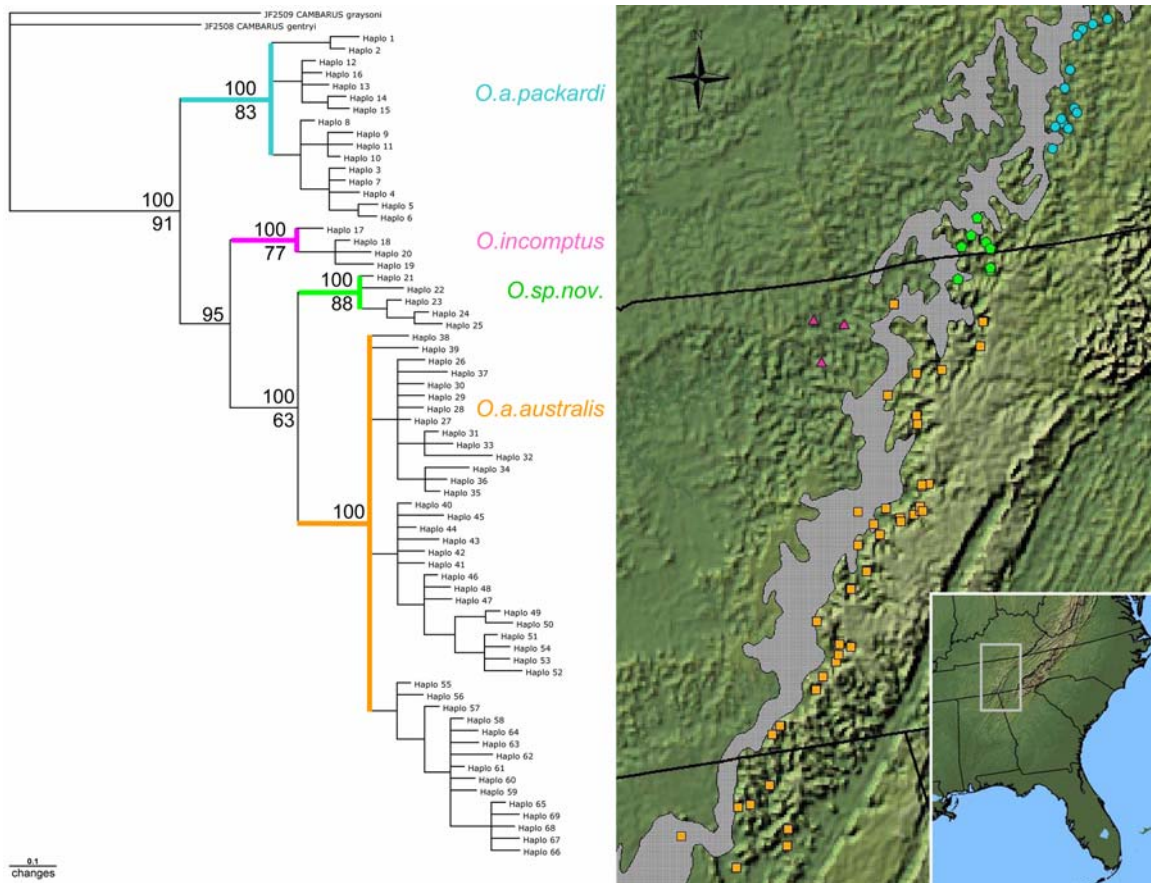 JF2509 CAMBARUS graysoni
JF2508 CAMBARUS gentryi
Haplo 1
Haplo 2
Haplo 12
Haplo 16
Haplo 13
Haplo 14
Haplo 15
Haplo 8
Haplo 9
Haplo 11
Haplo 10
Haplo 3
Haplo 7
Haplo 4
Haplo 5
Haplo 6
Haplo 17
Haplo 18
Haplo 20
Haplo 19
Haplo 21
Haplo 22
Haplo 23
Haplo 24
Haplo 25
Haplo 38
Haplo 39
Haplo 26
Haplo 37
Haplo 30
Haplo 29
Haplo 28
Haplo 27
Haplo 31
Haplo 33
Haplo 32
Haplo 34
Haplo 36
Haplo 35
Haplo 40
Haplo 45
Haplo 44
Haplo 43
Haplo 42
Haplo 41
Haplo 46
Haplo 48
Haplo 47
Haplo 49
Haplo 50
Haplo 51
Haplo 54
Haplo 53
Haplo 52
Haplo 55
Haplo 56
Haplo 57
Haplo 58
Haplo 64
Haplo 63
Haplo 62
Haplo 61
Haplo 60
Haplo 59
Haplo 65
Haplo 69
Haplo 68
Haplo 67
Haplo 66
100
83
100
91
100
77
100
88
95
100
63
100
O.a.packardi
O.incomptus
O.sp.nov.
O.a.australis
0.1
changes
N